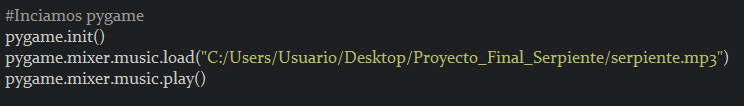 #Inciamos pygame
pygame.init()
pygame.mixer.music.load("C:/Users/Usuario/Desktop/Proyecto_Final_Serpiente/serpiente.mp3")
pygame.mixer.music.play()